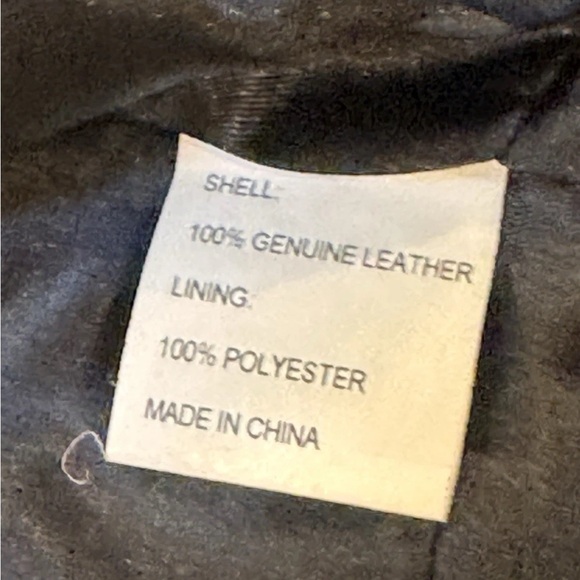 SHELL:
100% GENUINE LEATHER
LINING:
100% POLYESTER
MADE IN CHINA